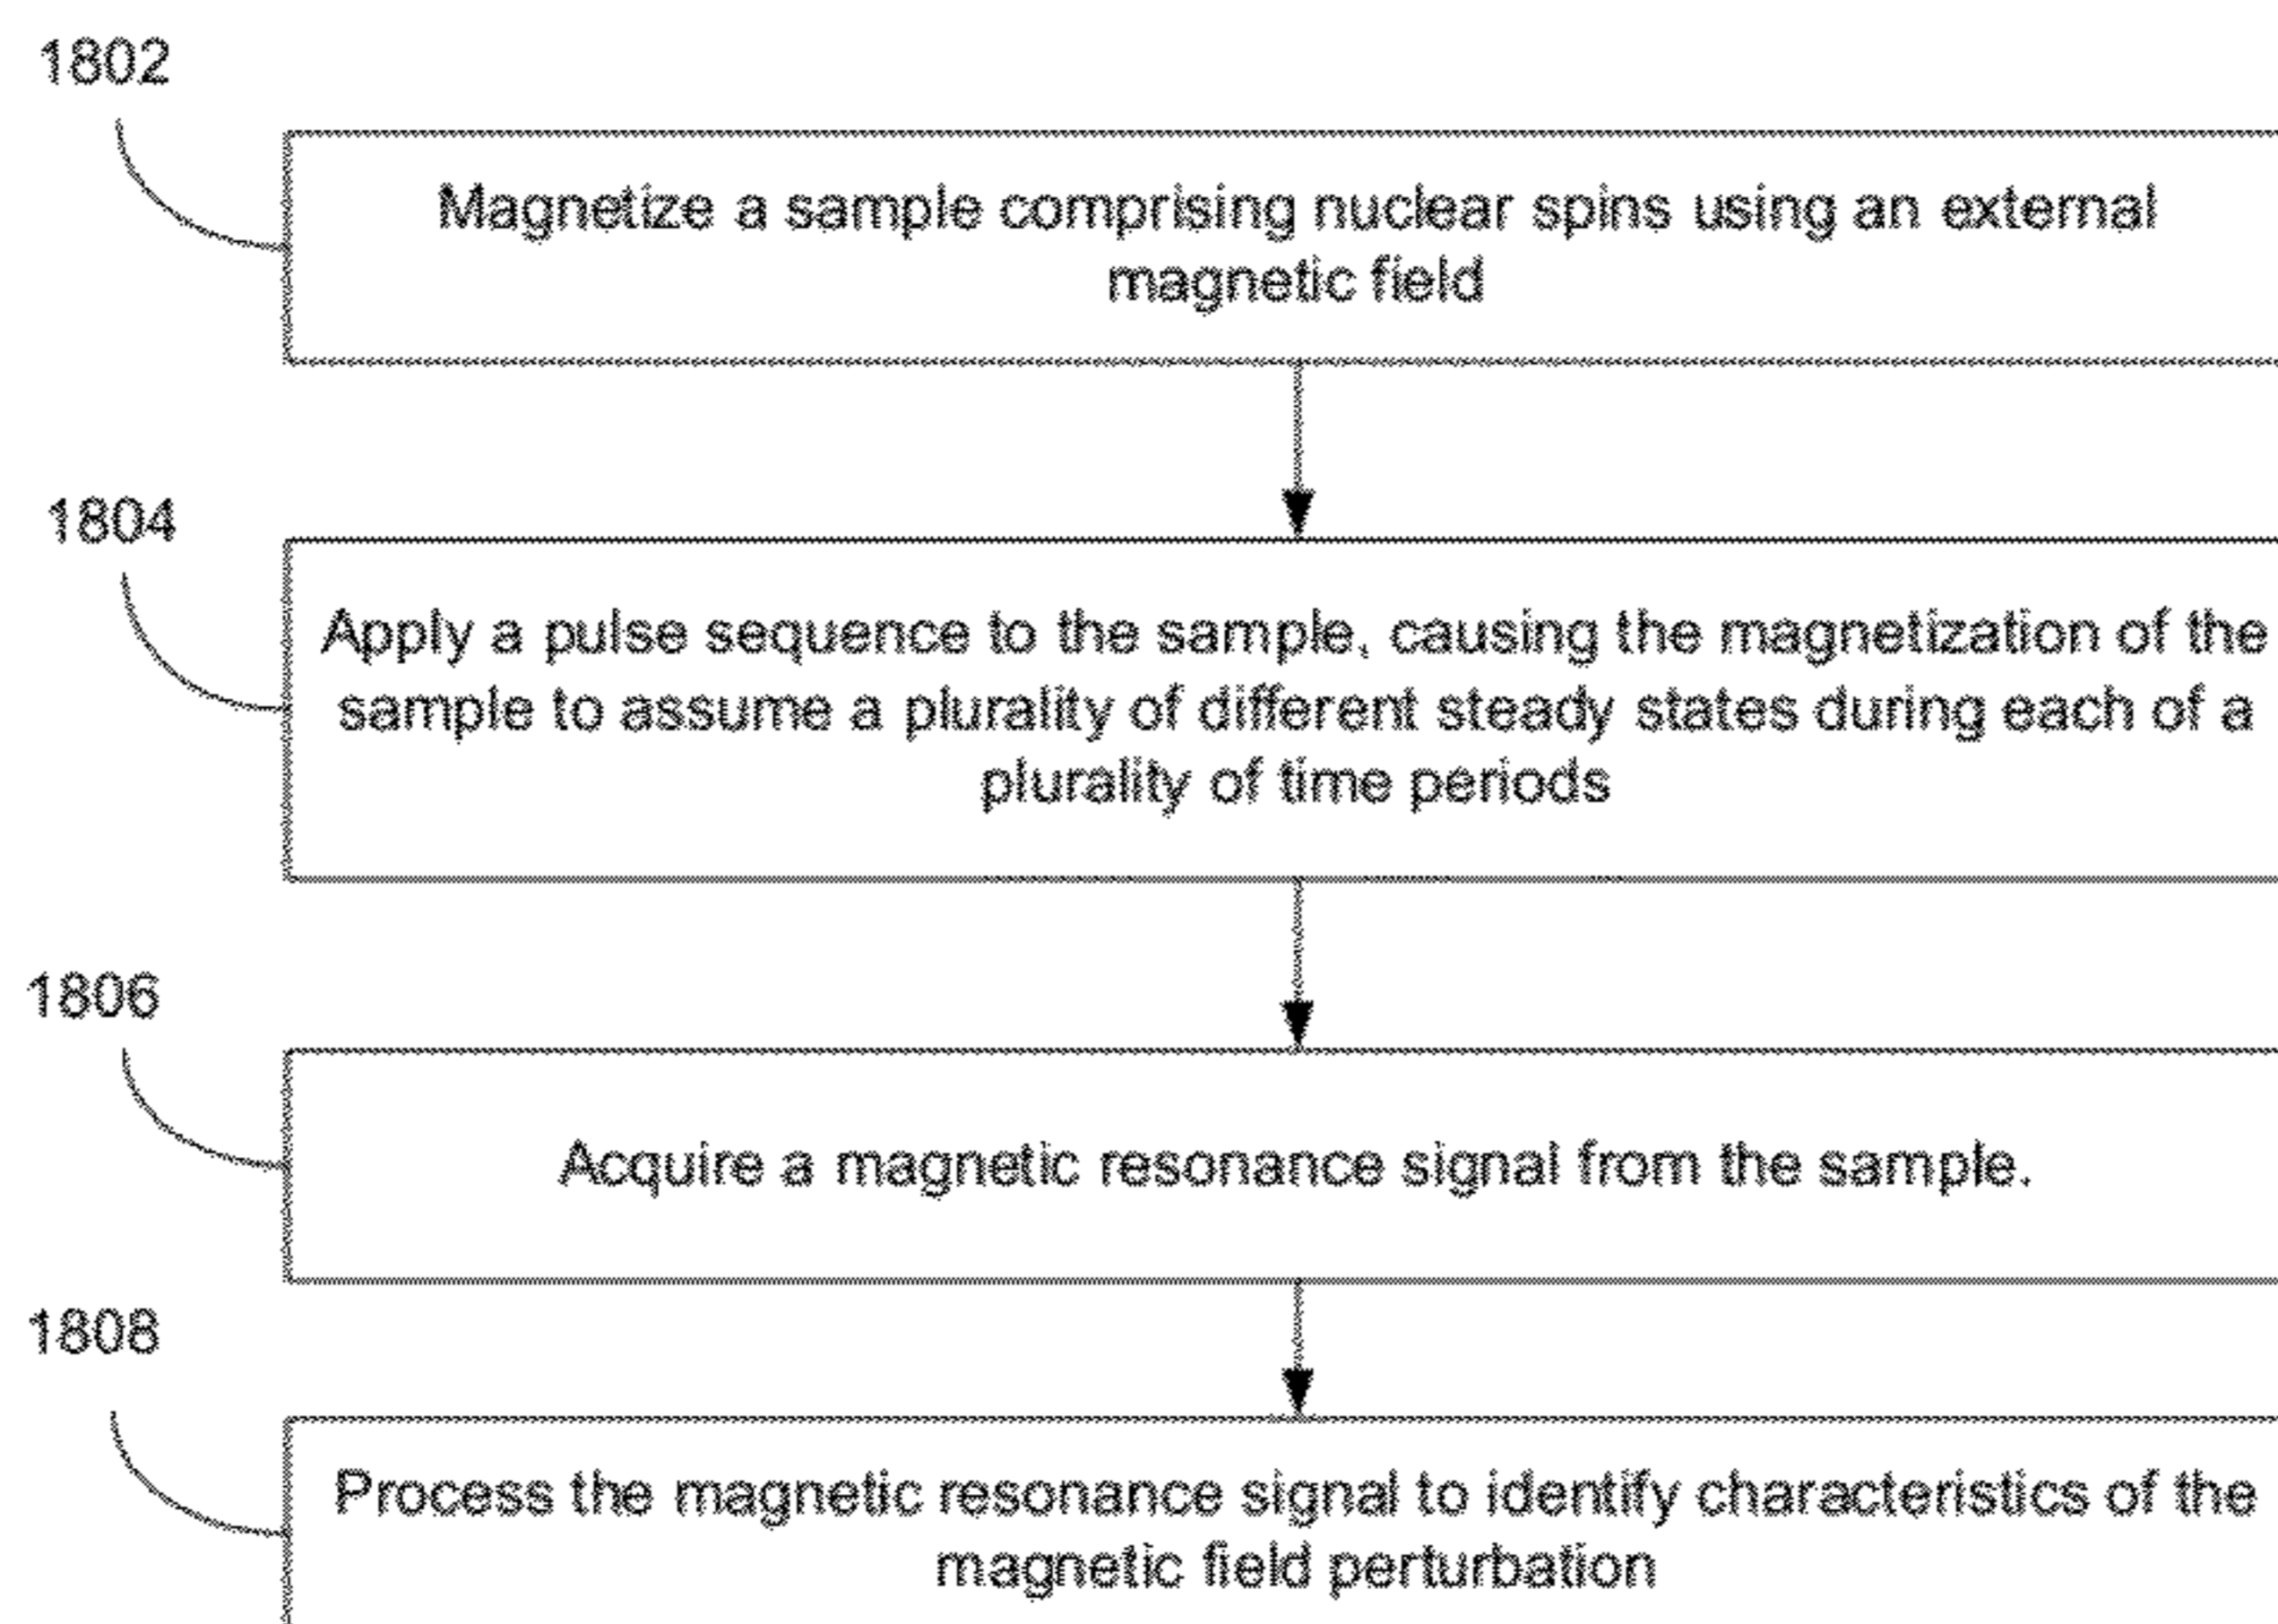 1802
Magnetize a sample comprising nuclear spins using an external
magnetic field
1804
Apply a pulse sequence to the sample, causing the magnetization of the
sample to assume a plurality of different steady states during each of a
plurality of time periods
1806
Acquire a magnetic resonance signal from the sample.
1808
Process the magnetic resonance signal to identify characteristics of the
magnetic field perturbation